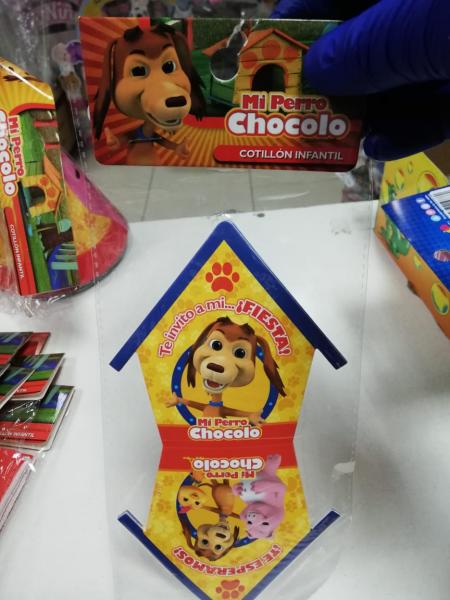 Mi Perro
Chocolo
COTILLÓN INFANTIL
Mi Perro
Chocolo
COTILLÓN INFANTIL
Te invito a mi... ¡FIESTA!
Mi Perro
Chocolo
Mi Perro
Chocolo
¡TE ESPERAMOS!